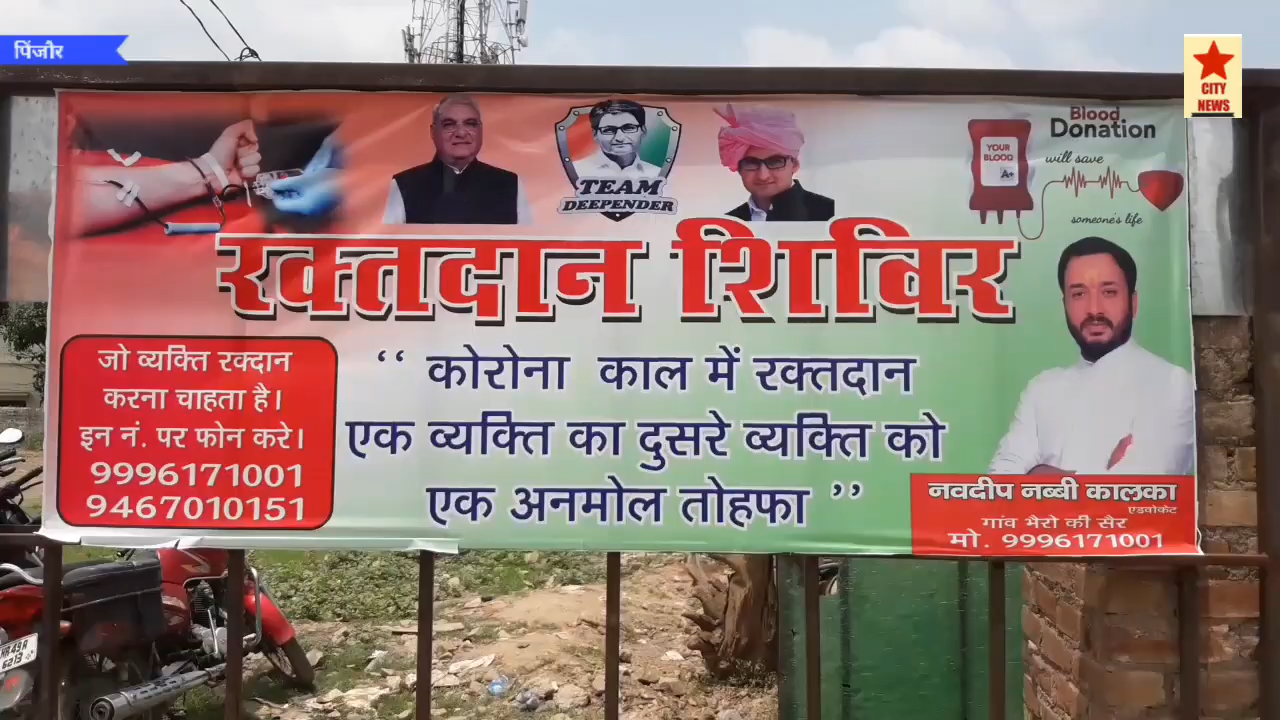 पिंजौर
CITY
NEWS
TEAM
DEEPENDER
YOUR
BLOOD
A+
Blood
Donation
will save
someone's life
रक्तदान शिविर
जो व्यक्ति रक्दान
करना चाहता है।
इन नं. पर फोन करे।
9996171001
9467010151
‘‘ कोरोना काल में रक्तदान
एक व्यक्ति का दुसरे व्यक्ति को
एक अनमोल तोहफा ’’
नवदीप नब्बी कालका
एडवोकेट
गांव भैरो की सैर
मो. 9996171001